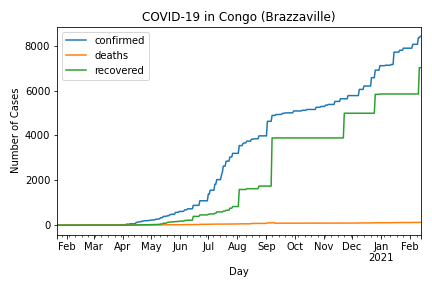 COVID-19 in Congo (Brazzaville)
confirmed
deaths
recovered
Number of Cases
8000
6000
4000
2000
0
Feb Mar Apr May Jun Jul Aug Sep Oct Nov Dec Jan Feb
2021
Day